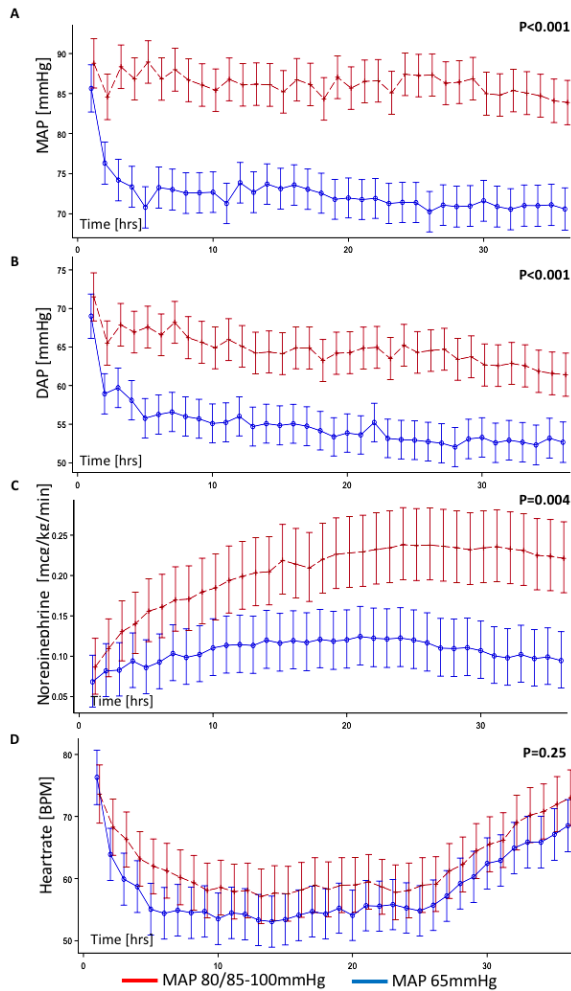 A
P<0.001
MAP [mmHg]
90
85
80
75
70
Time [hrs]
0
10
20
30
B
P<0.001
DAP [mmHg]
75
70
65
60
55
50
Time [hrs]
0
10
20
30
C
P=0.004
Norepinephrine [mcg/kg/min]
0.25
0.20
0.15
0.10
0.05
Time [hrs]
0
10
20
30
D
P=0.25
Heartrate [BPM]
70
60
50
Time [hrs]
0
10
20
30
MAP 80/85-100mmHg MAP 65mmHg